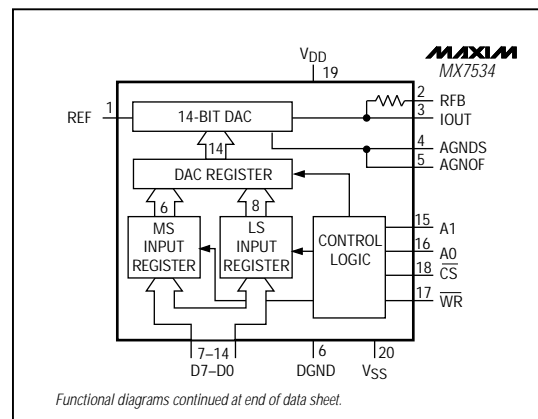 VDD
19
MAXIM
MX7534
REF 1
14-BIT DAC
2 RFB
3 IOUT
4 AGNDS
5 AGNOF
14
DAC REGISTER
6
8
MS
INPUT
REGISTER
LS
INPUT
REGISTER
CONTROL
LOGIC
15 A1
16 A0
18 CS
17 WR
7–14
D7–D0
6
DGND
20
VSS
Functional diagrams continued at end of data sheet.